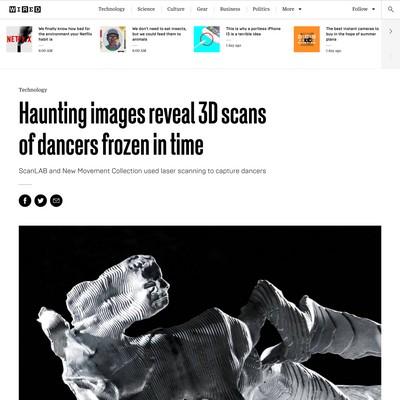 WIRED Technology Science Culture Gear Business Politics More Follow
NETFLIX
We finally know how bad for the environment your Netflix habit is
6:00 AM
We don't need to eat insects, but we could feed them to animals
6:00 AM
This is why a portless iPhone 13 is a terrible idea
1 day ago
The best instant cameras to buy in the hope of summer plans
1 day ago
Technology
Haunting images reveal 3D scans
of dancers frozen in time
ScanLAB and New Movement Collection used laser scanning to capture dancers